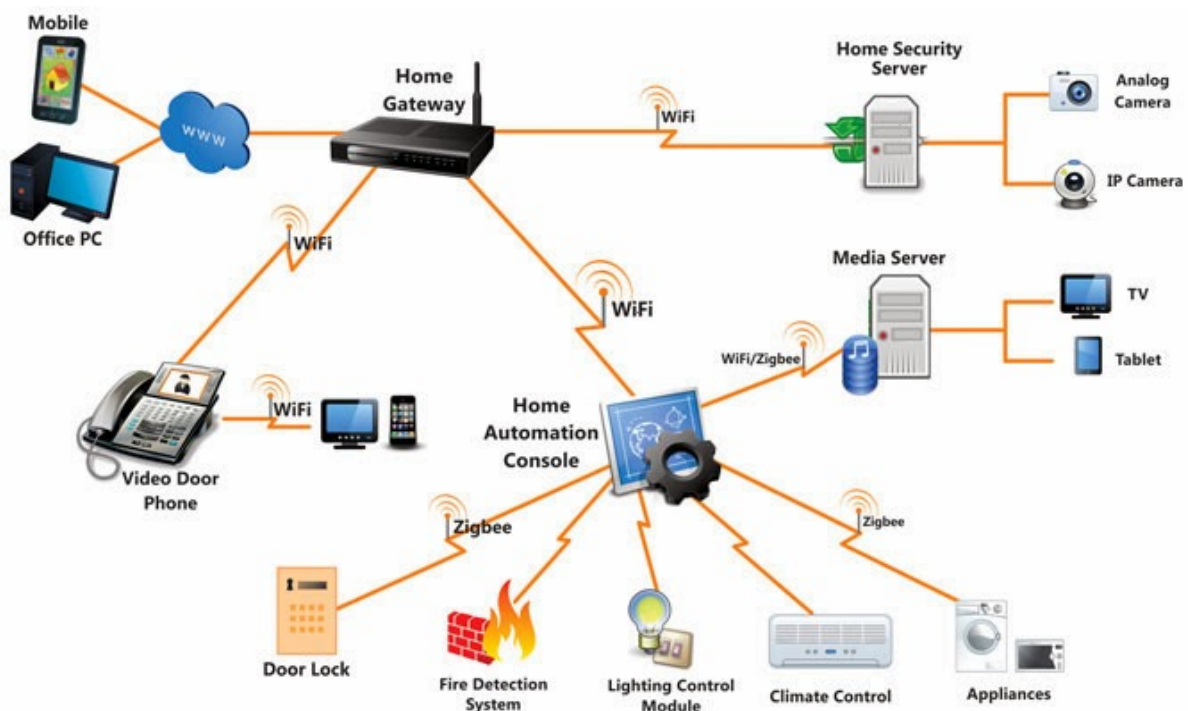 Mobile
Home
Gateway
Home Security
Server
Analog
Camera
WiFi
www
IP Camera
Office PC
WiFi
Media Server
WiFi
TV
WiFi/Zigbee
Tablet
WiFi
Home
Automation
Console
Video Door
Phone
Zigbee
Zigbee
Door Lock
Fire Detection
System
Lighting Control
Module
Climate Control
Appliances